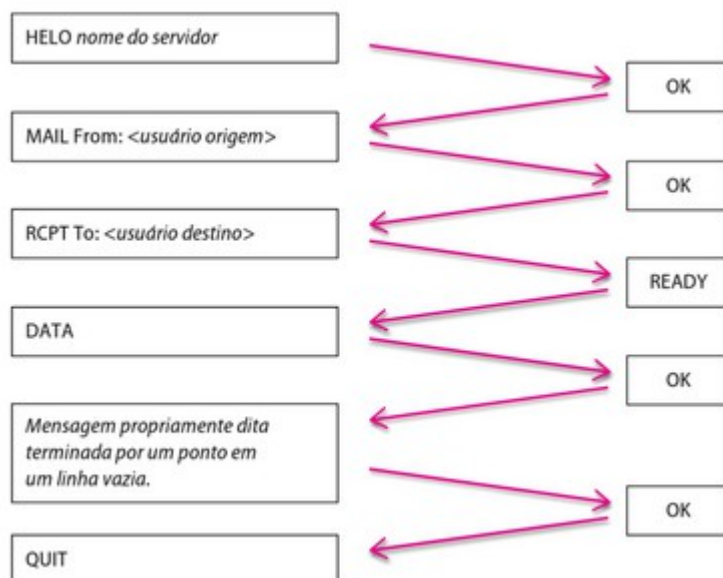 HELO nome do servidor
OK
MAIL From: <usuário origem>
OK
RCPT To: <usuário destino>
READY
DATA
OK
Mensagem propriamente dita
terminada por um ponto em
um linha vazia.
OK
QUIT